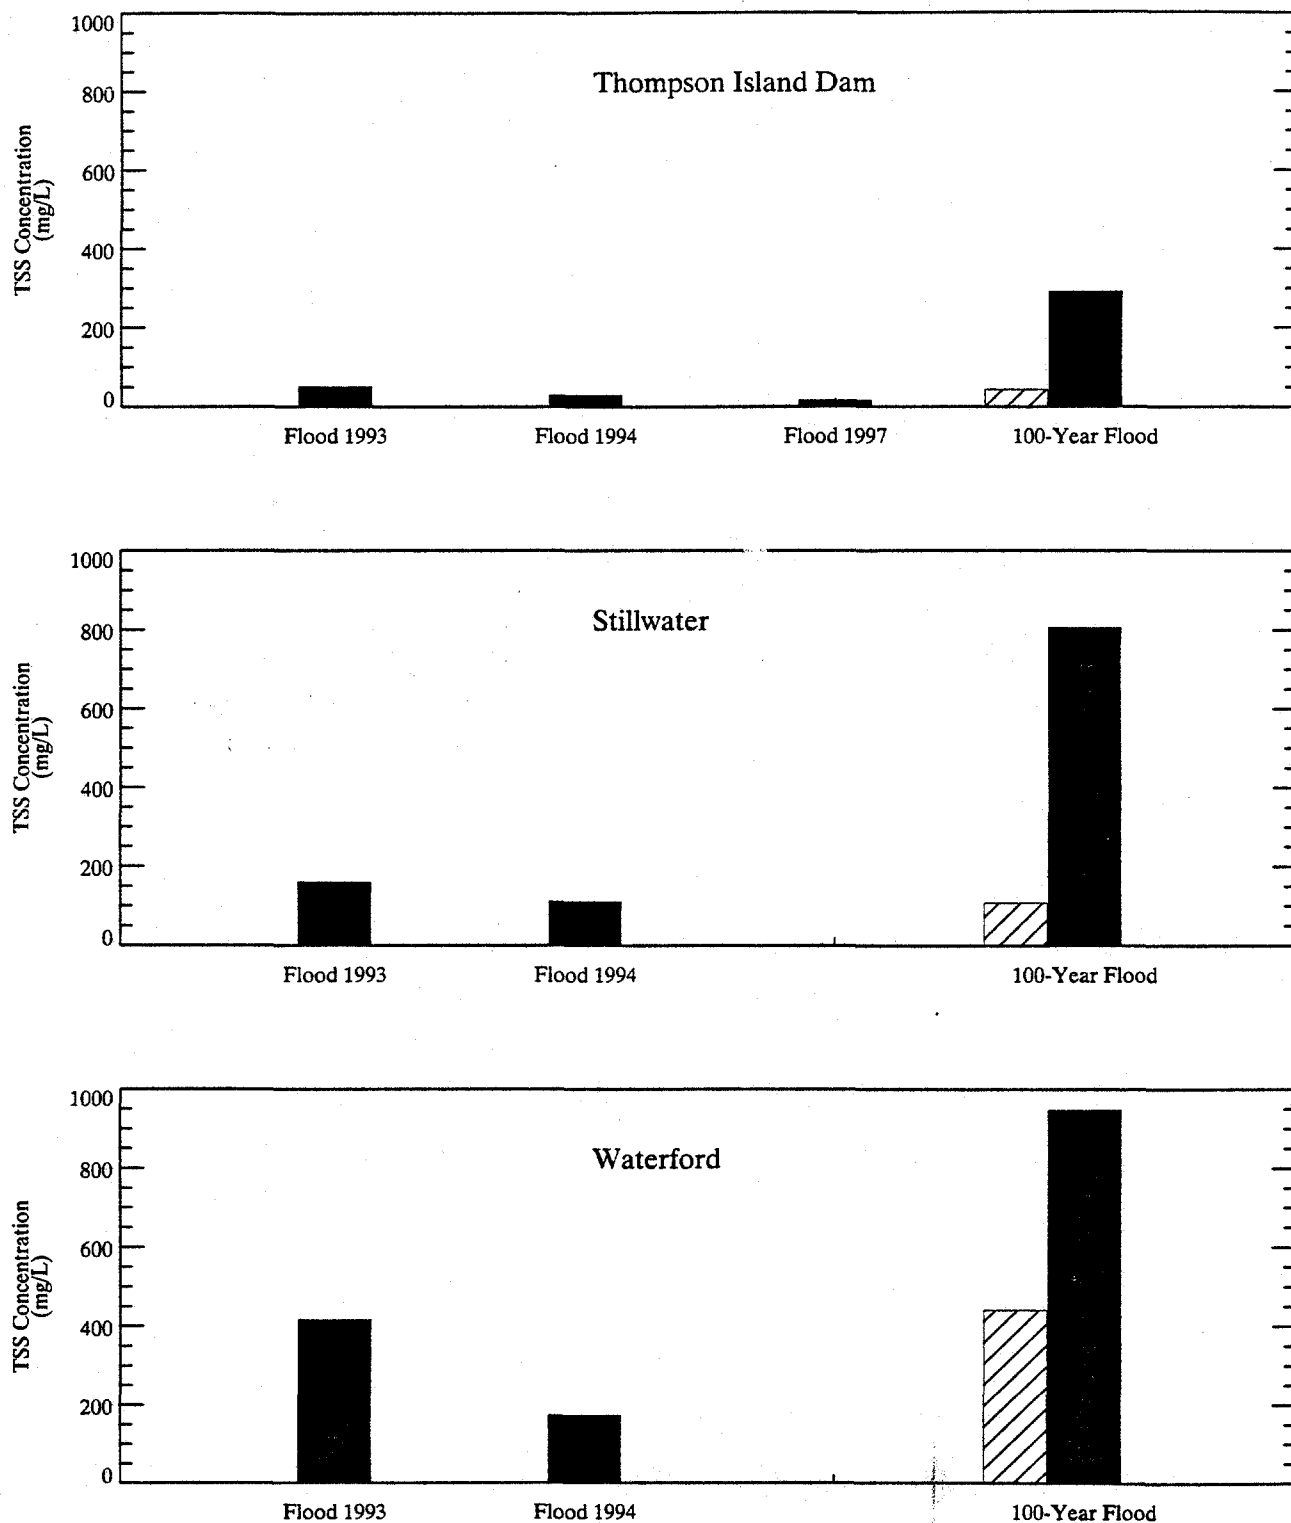 Thompson Island Dam
TSS Concentration
(mg/L)
1000
800
600
400
200
0
Flood 1993
Flood 1994
Flood 1997
100-Year Flood
Stillwater
TSS Concentration
(mg/L)
1000
800
600
400
200
0
Flood 1993
Flood 1994
100-Year Flood
Waterford
TSS Concentration
(mg/L)
1000
800
600
400
200
0
Flood 1993
Flood 1994
100-Year Flood